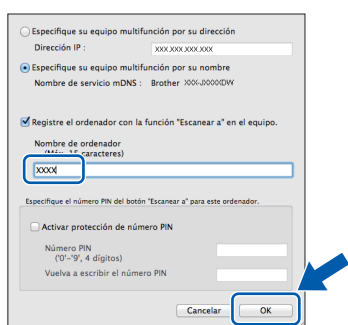 Especifique su equipo multifunción por su dirección
Dirección IP : XXX.XXX.XXX.XXX
Especifique su equipo multifunción por su nombre
Nombre de servicio mDNS : Brother XXX-JXXXXDW
Registre el ordenador con la función "Escanear a" en el equipo.
Nombre de ordenador
(Máx. 15 caracteres)
XXXX
Especifique el número PIN del botón "Escanear a" para este ordenador.
Activar protección de número PIN
Número PIN
('0'-'9', 4 dígitos)
Vuelva a escribir el número PIN
Cancelar OK